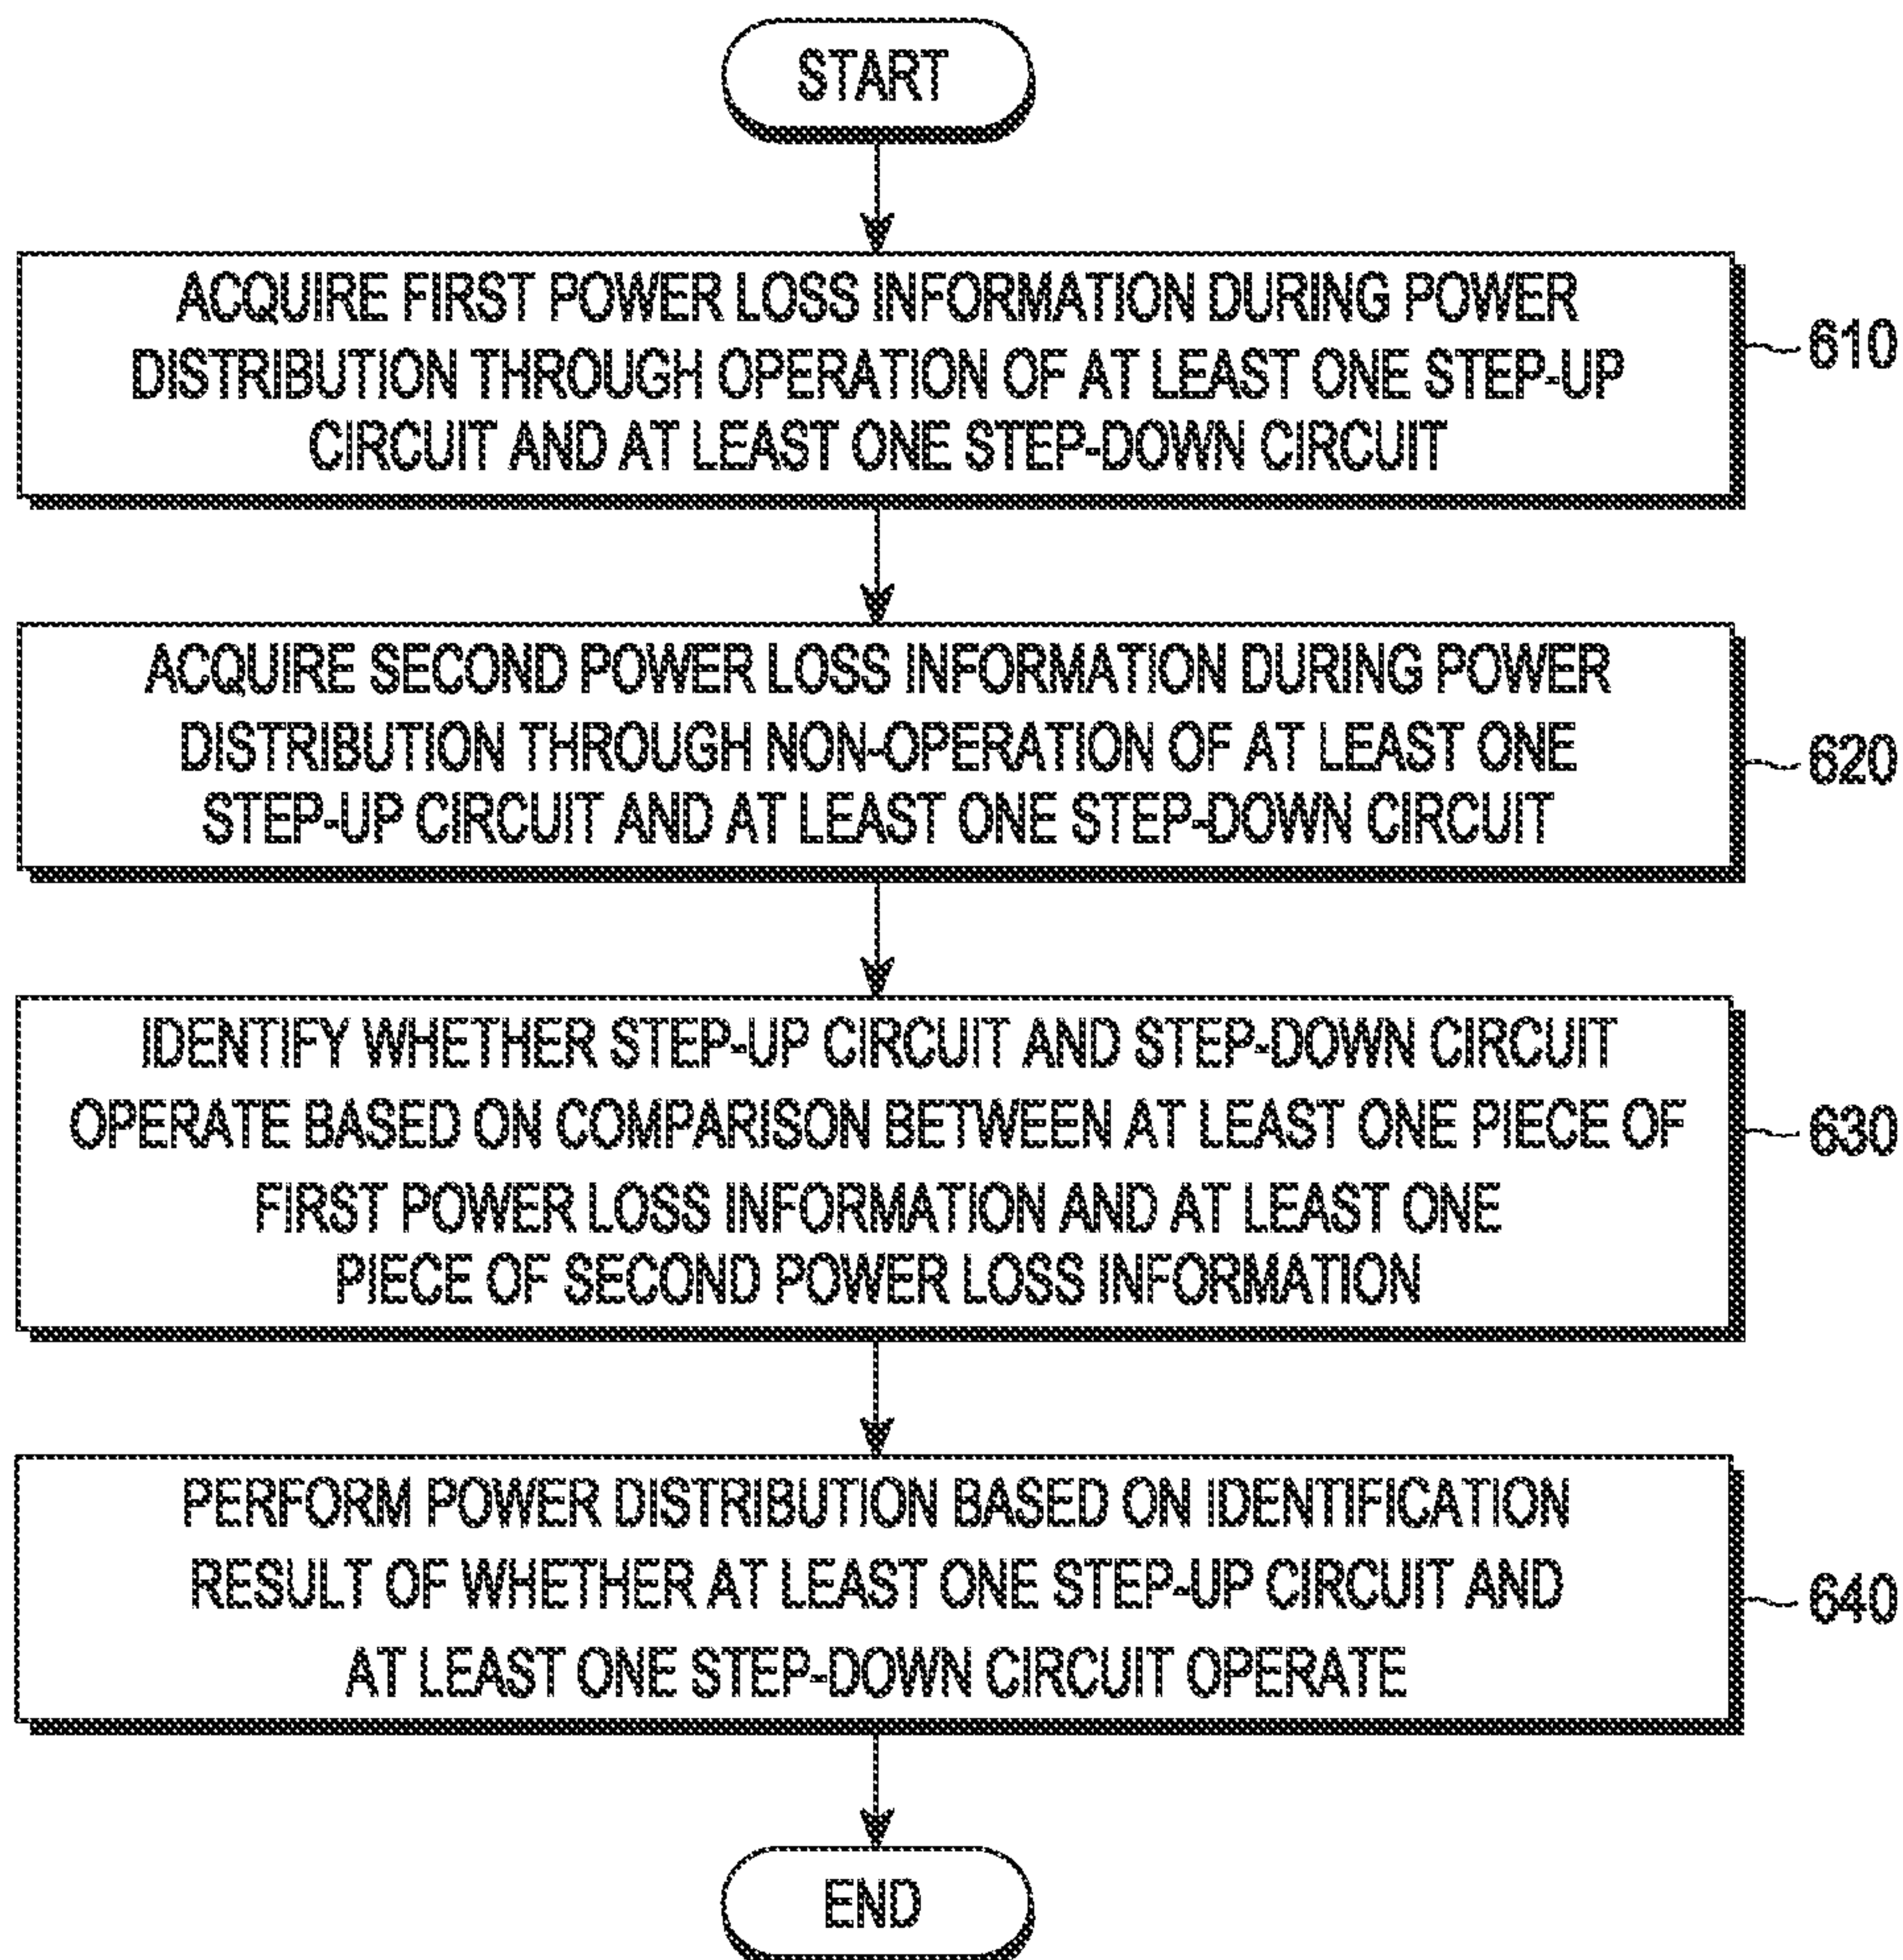 START
ACQUIRE FIRST POWER LOSS INFORMATION DURING POWER
DISTRIBUTION THROUGH OPERATION OF AT LEAST ONE STEP-UP
CIRCUIT AND AT LEAST ONE STEP-DOWN CIRCUIT
610
ACQUIRE SECOND POWER LOSS INFORMATION DURING POWER
DISTRIBUTION THROUGH NON-OPERATION OF AT LEAST ONE
STEP-UP CIRCUIT AND AT LEAST ONE STEP-DOWN CIRCUIT
620
IDENTIFY WHETHER STEP-UP CIRCUIT AND STEP-DOWN CIRCUIT
OPERATE BASED ON COMPARISON BETWEEN AT LEAST ONE PIECE OF
FIRST POWER LOSS INFORMATION AND AT LEAST ONE
PIECE OF SECOND POWER LOSS INFORMATION
630
PERFORM POWER DISTRIBUTION BASED ON IDENTIFICATION
RESULT OF WHETHER AT LEAST ONE STEP-UP CIRCUIT AND
AT LEAST ONE STEP-DOWN CIRCUIT OPERATE
640
END